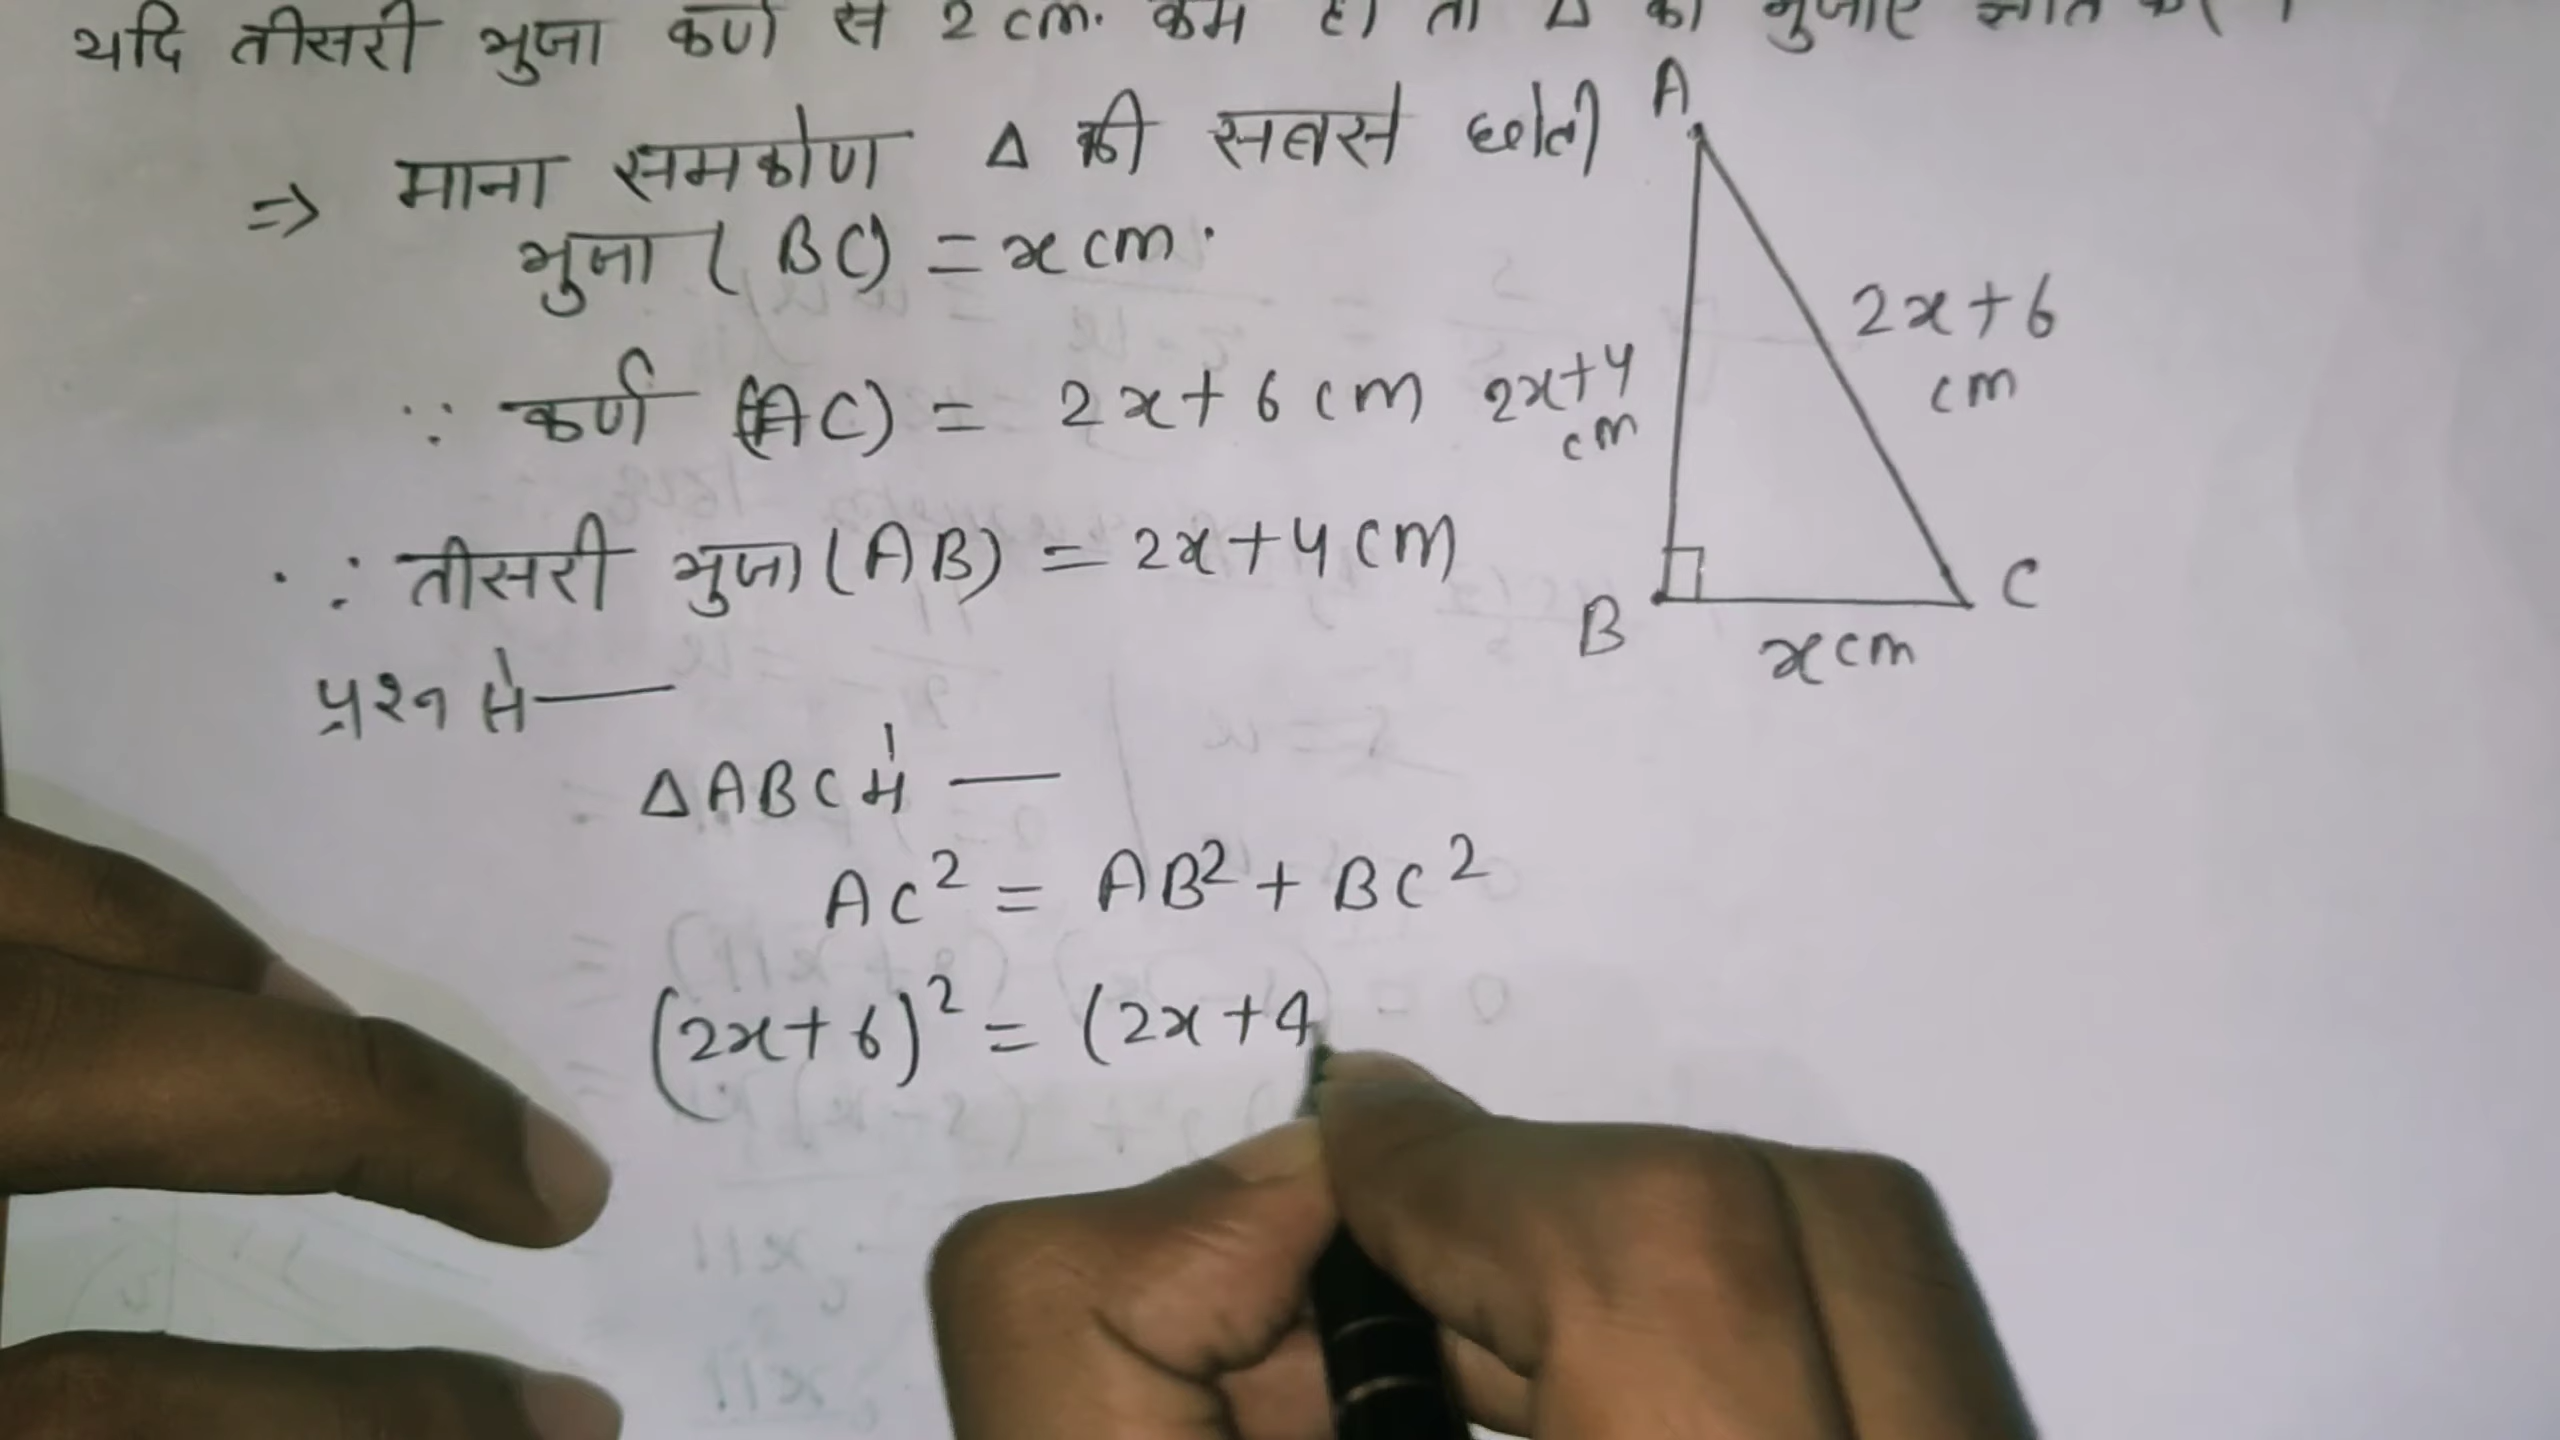 यदि तीसरी भुजा कर्ण से 2 cm. कम हो तो Δ की भुजाएँ ज्ञात करें।
⇒ माना समकोण Δ की सबसे छोटी
भुजा (BC) = x cm.
∵ कर्ण (AC) = 2x+6 cm
∴ तीसरी भुजा (AB) = 2x+4 cm
प्रश्न से—
ΔABC में —
AC² = AB² + BC²
(2x+6)² = (2x+4
A
2x+6
cm
2x+4
cm
B
C
x cm